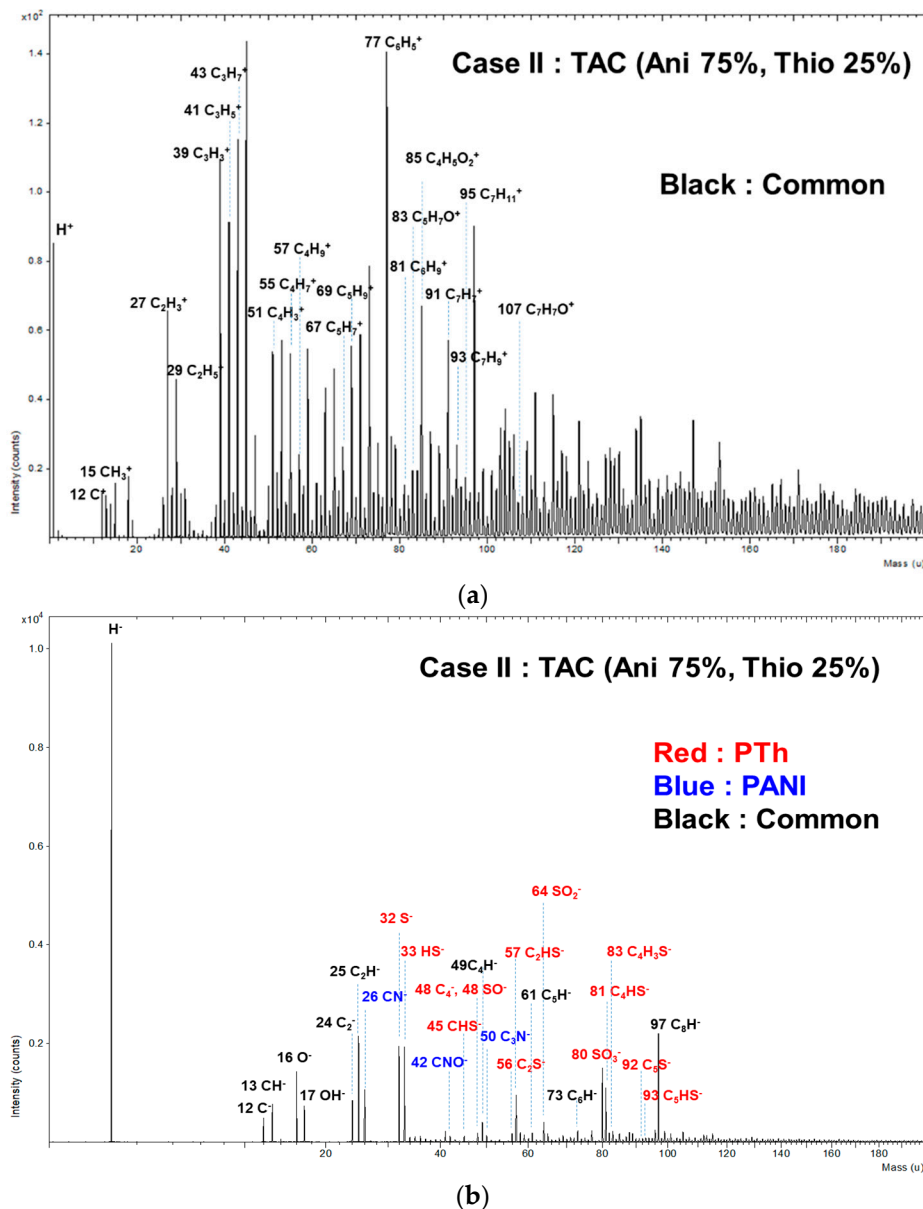 x10²
1.4
1.2
1.0
0.8
0.6
0.4
0.2
Intensity (counts)
Case II : TAC (Ani 75%, Thio 25%)
Black : Common
H⁺
12 C⁺
15 CH₃⁺
27 C₂H₃⁺
29 C₂H₅⁺
39 C₃H₃⁺
41 C₃H₅⁺
43 C₃H₇⁺
51 C₄H₃⁺
55 C₄H₇⁺
57 C₄H₉⁺
67 C₅H₇⁺
69 C₅H₉⁺
77 C₆H₅⁺
81 C₆H₉⁺
83 C₅H₇O⁺
85 C₄H₅O₂⁺
91 C₇H₇⁺
93 C₇H₉⁺
95 C₇H₁₁⁺
107 C₇H₇O⁺
20 40 60 80 100 120 140 160 180
Mass (u)
(a)
x10⁴
1.0
0.8
0.6
0.4
0.2
Intensity (counts)
Case II : TAC (Ani 75%, Thio 25%)
Red : PTh
Blue : PANI
Black : Common
H⁻
12 C⁻
13 CH⁻
16 O⁻
17 OH⁻
24 C₂⁻
25 C₂H⁻
26 CN⁻
32 S⁻
33 HS⁻
42 CNO⁻
45 CHS⁻
48 C₄⁻, 48 SO⁻
49C₄H⁻
50 C₃N⁻
56 C₂S⁻
57 C₂HS⁻
61 C₅H⁻
64 SO₂⁻
73 C₆H⁻
80 SO₃⁻
81 C₄HS⁻
83 C₄H₃S⁻
92 C₅S⁻
93 C₅HS⁻
97 C₈H⁻
20 40 60 80 100 120 140 160 180
Mass (u)
(b)